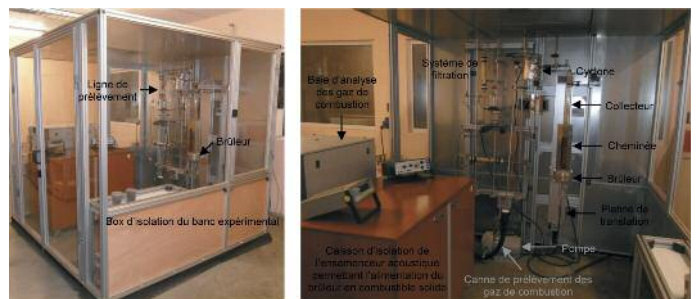 Ligne de
prélèvement
Brûleur
Box d'isolation du banc expérimental
Baie d'analyse
des gaz de
combustion
Système de
filtration
Cyclone
Collecteur
Cheminée
Brûleur
Platine de
translation
Pompe
Caisson d'isolation de
l'ensemenceur acoustique
permettant l'alimentation du
brûleur en combustible solide
Canne de prélèvement des
gaz de combustion